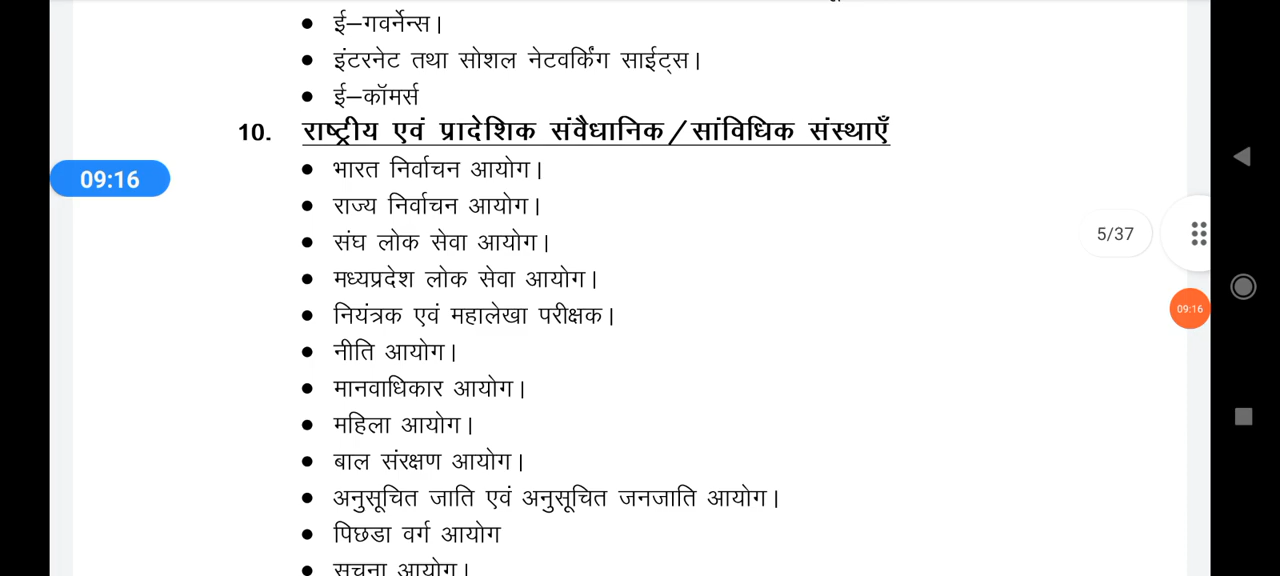 • ई–गवर्नेन्स।
• इंटरनेट तथा सोशल नेटवर्किंग साईट्स।
• ई–कॉमर्स
10. राष्ट्रीय एवं प्रादेशिक संवैधानिक/सांविधिक संस्थाएँ
• भारत निर्वाचन आयोग।
09:16
• राज्य निर्वाचन आयोग।
5/37
• संघ लोक सेवा आयोग।
• मध्यप्रदेश लोक सेवा आयोग।
• नियंत्रक एवं महालेखा परीक्षक।
09:16
• नीति आयोग।
• मानवाधिकार आयोग।
• महिला आयोग।
• बाल संरक्षण आयोग।
• अनुसूचित जाति एवं अनुसूचित जनजाति आयोग।
• पिछडा वर्ग आयोग
• सूचना आयोग।